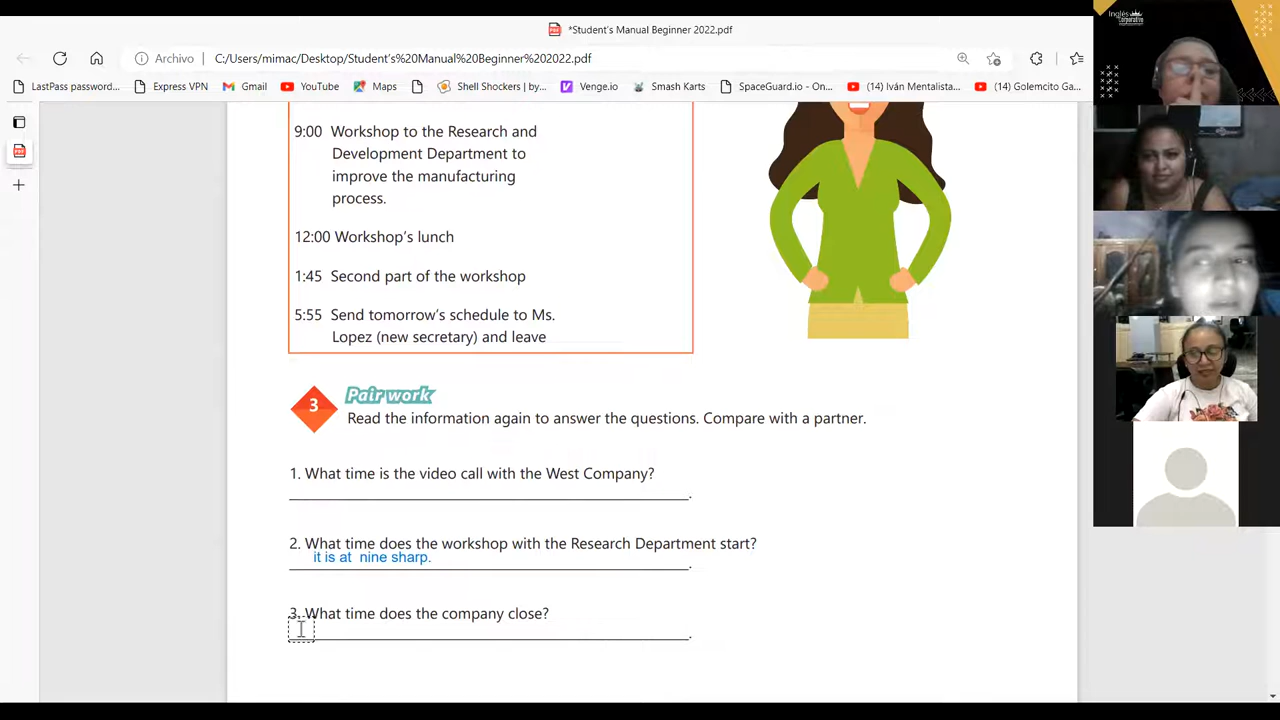 *Student's Manual Beginner 2022.pdf
Archivo
C:/Users/mimac/Desktop/Student's%20Manual%20Beginner%202022.pdf
LastPass password...
Express VPN
Gmail
YouTube
Maps
Shell Shockers | by...
Venge.io
Smash Karts
SpaceGuard.io - On...
(14) Iván Mentalista...
(14) Golemcito Ga...
Inglés
Corporativo
9:00 Workshop to the Research and
Development Department to
improve the manufacturing
process.
12:00 Workshop's lunch
1:45 Second part of the workshop
5:55 Send tomorrow's schedule to Ms.
Lopez (new secretary) and leave
3
Pair work
Read the information again to answer the questions. Compare with a partner.
1. What time is the video call with the West Company?
2. What time does the workshop with the Research Department start?
it is at nine sharp.
3. What time does the company close?